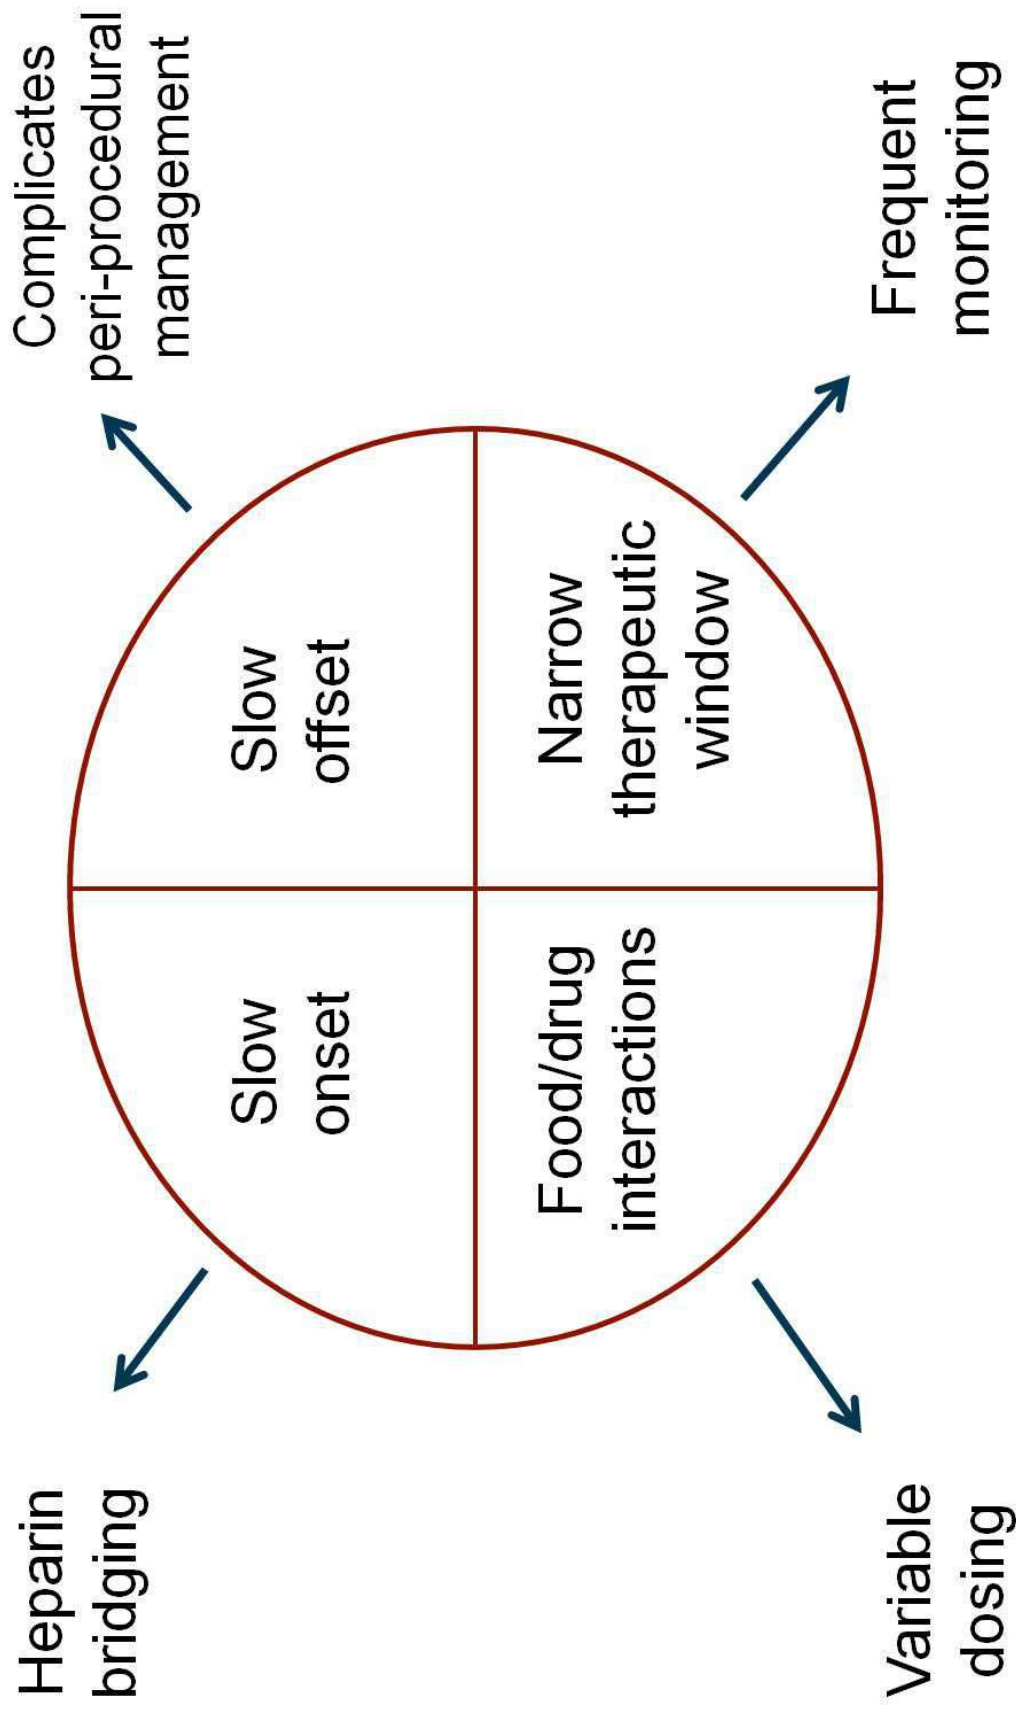 Heparin
bridging
Complicates
peri-procedural
management
Slow
onset
Slow
offset
Food/drug
interactions
Narrow
therapeutic
window
Variable
dosing
Frequent
monitoring